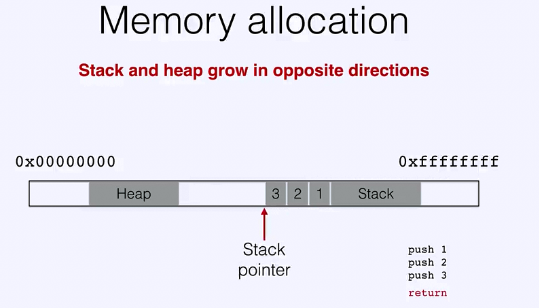 Memory allocation
Stack and heap grow in opposite directions
0x00000000 0xffffffff
Heap 3 2 1 Stack
Stack
pointer
push 1
push 2
push 3
return